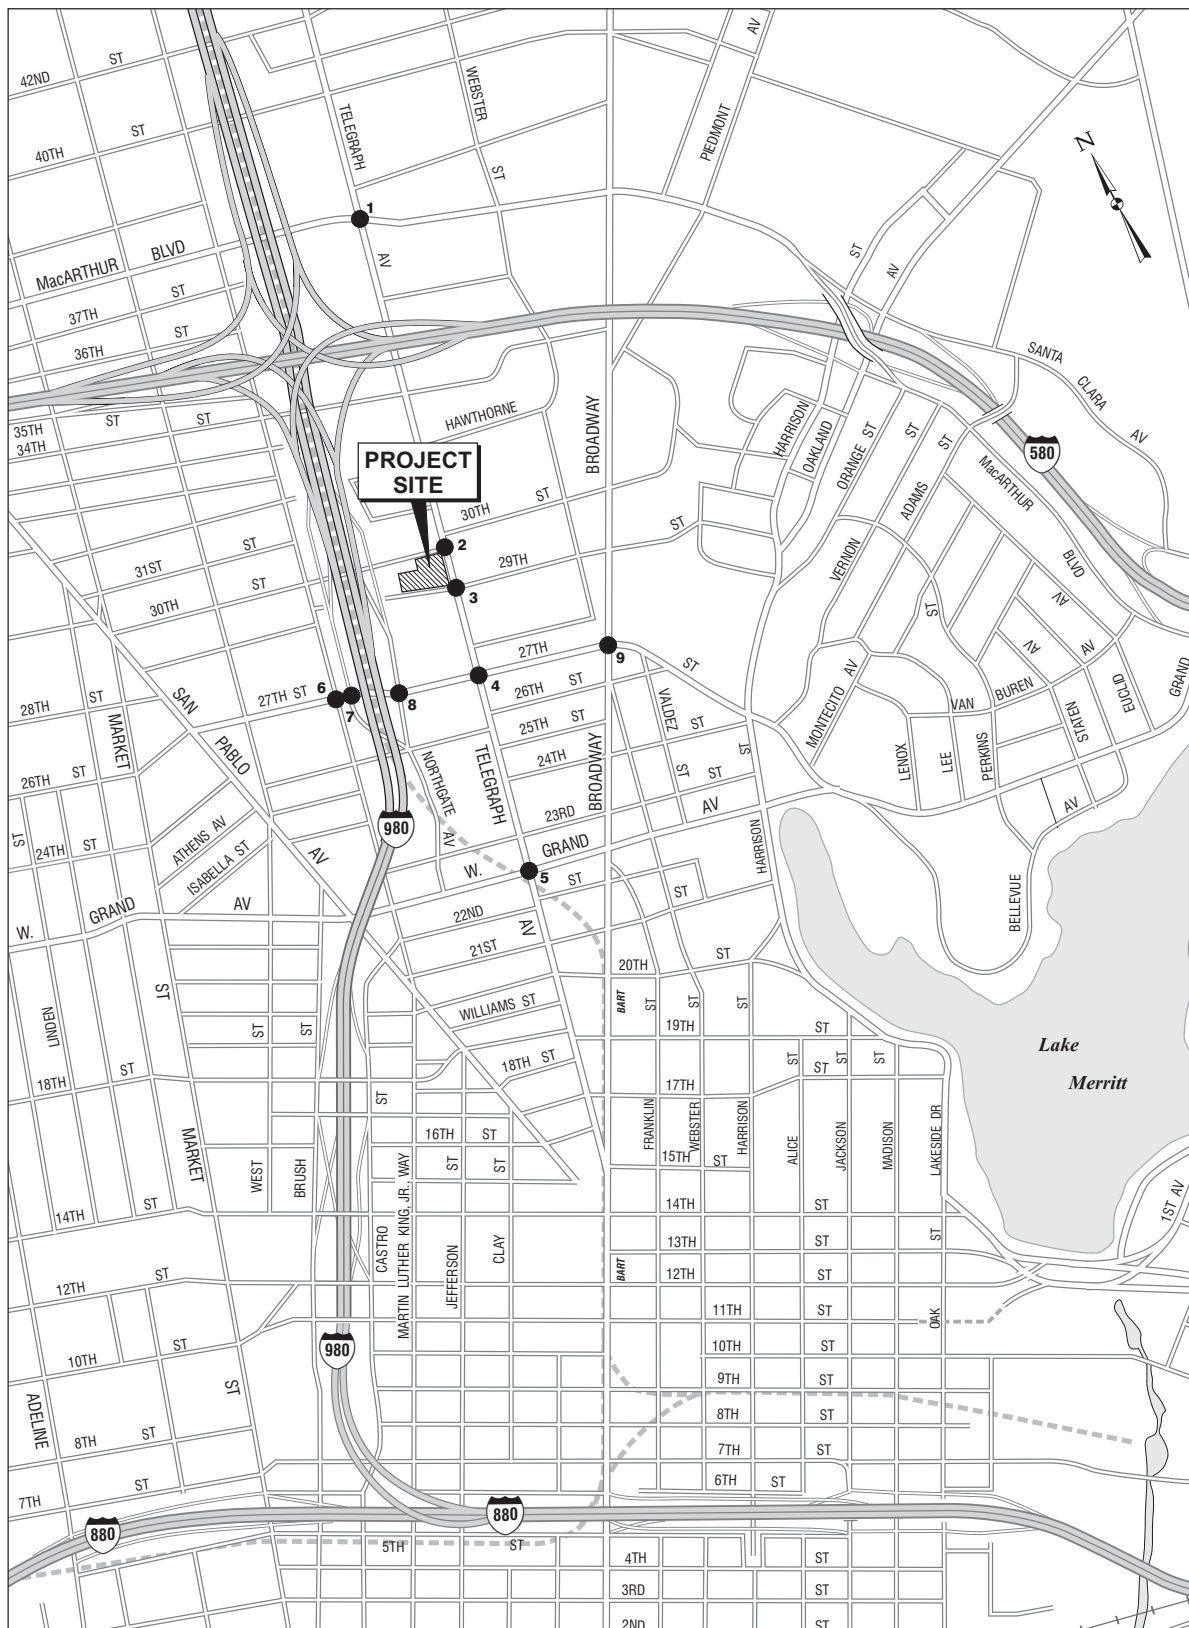 42ND ST
40TH ST
TELEGRAPH AV
WEBSTER ST
PIEDMONT AV
N
1
MacARTHUR BLVD
37TH ST
36TH ST
35TH ST
34TH ST
HAWTHORNE
BROADWAY
HARRISON ST
OAKLAND AV
ORANGE ST
ADAMS ST
VERNON ST
SANTA CLARA AV
580
MacARTHUR BLVD
PROJECT
SITE
30TH ST
2
29TH ST
3
31ST ST
30TH ST
28TH ST
27TH ST
6
7
8
4
27TH ST
9
26TH ST
25TH ST
24TH ST
23RD
VALDEZ ST
MONTECITO AV
LENOX
LEE
VAN BUREN AV
PERKINS
STATEN AV
EUCLID AV
GRAND AV
BELLEVUE
SAN PABLO AV
MARKET ST
26TH ST
24TH ST
ST
ATHENS AV
ISABELLA ST
NORTHGATE AV
TELEGRAPH AV
BROADWAY
980
W. GRAND AV
W. GRAND AV
5
HARRISON ST
22ND ST
21ST ST
WILLIAMS ST
18TH ST
20TH ST
BART
19TH ST
ST
17TH
FRANKLIN ST
WEBSTER ST
HARRISON ST
ALICE ST
JACKSON ST
MADISON ST
LAKESIDE DR
Lake
Merritt
LINDEN
18TH ST
MARKET ST
WEST ST
BRUSH ST
CASTRO ST
MARTIN LUTHER KING, JR., WAY
16TH ST
JEFFERSON ST
CLAY ST
15TH ST
14TH ST
14TH ST
13TH ST
12TH ST
12TH ST
BART
11TH ST
10TH ST
10TH ST
9TH ST
8TH ST
8TH ST
7TH ST
7TH ST
6TH ST
OAK ST
1ST AV
ADELINE
980
880
880
5TH ST
4TH ST
3RD ST
2ND ST